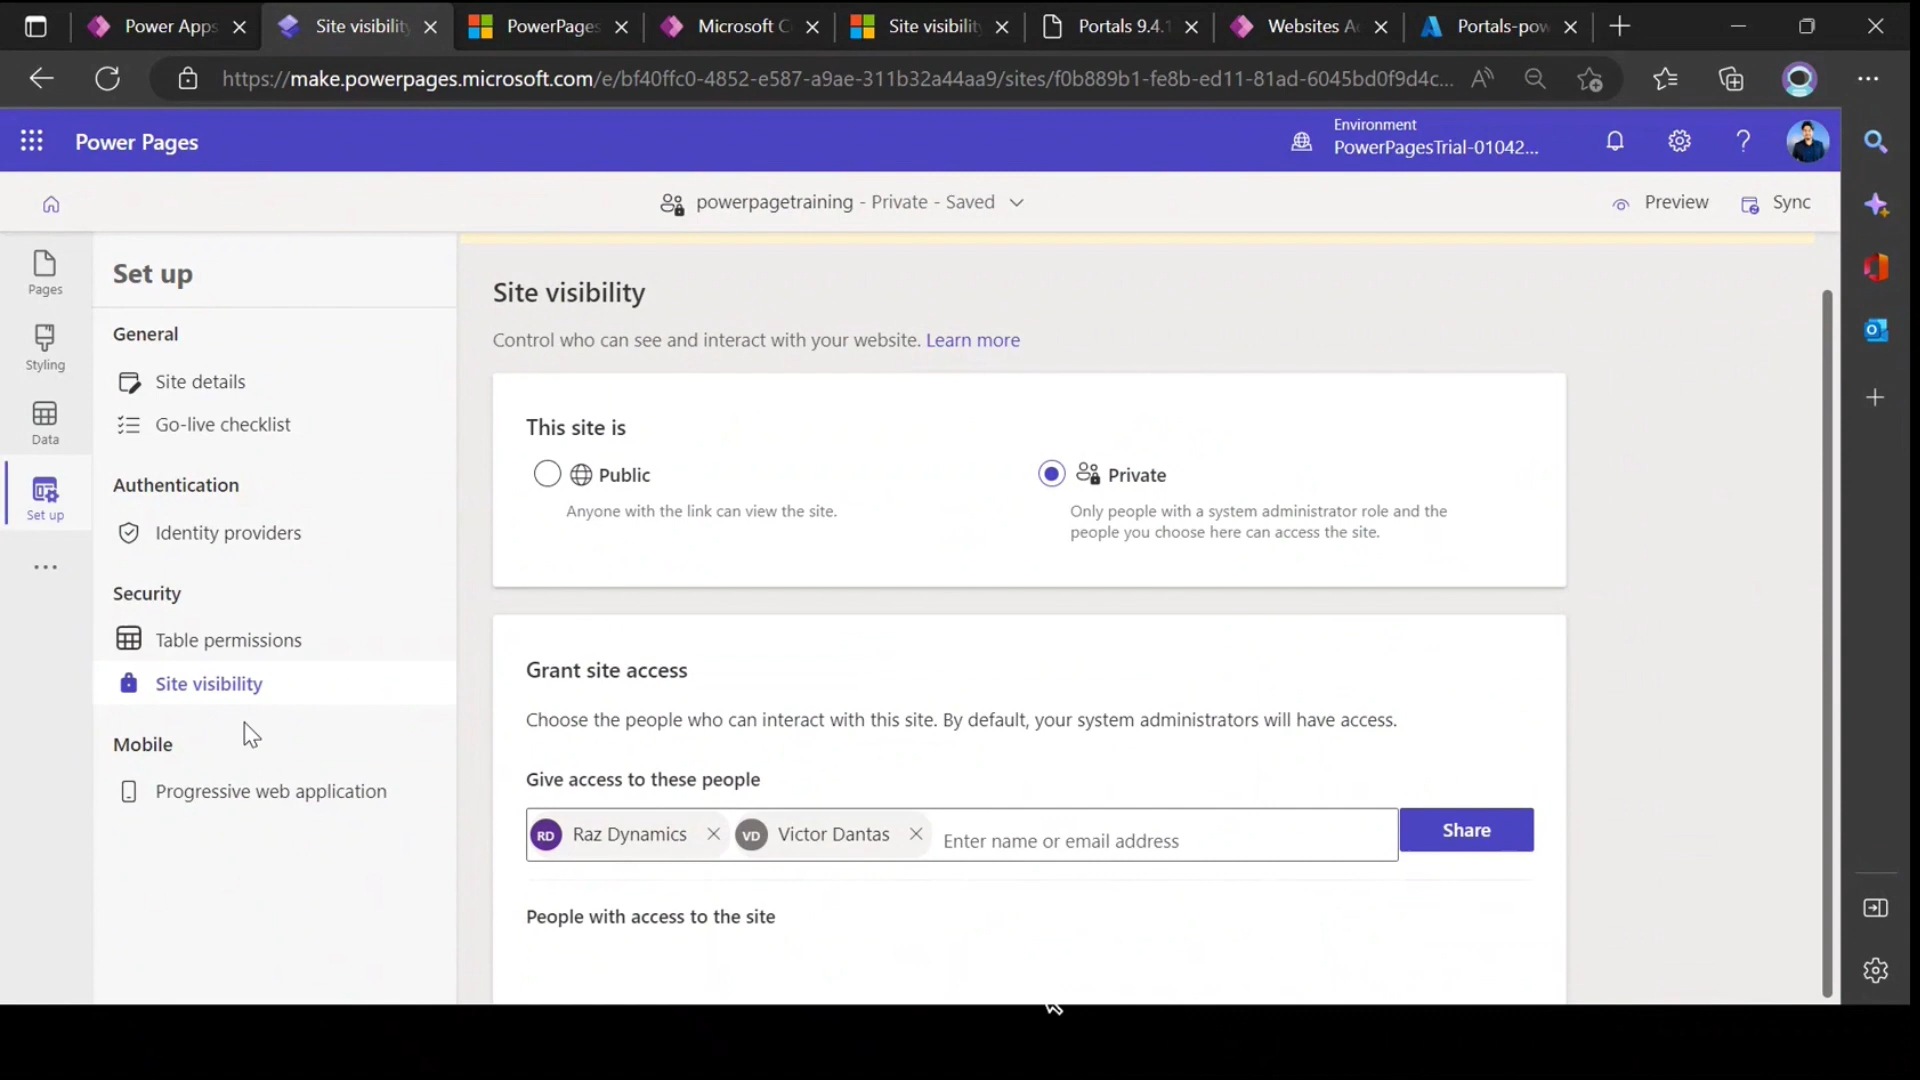 Power Apps
Site visibility
PowerPages
Microsoft C
Site visibility
Portals 9.4.1
Websites Ac
Portals-pow
https://make.powerpages.microsoft.com/e/bf40ffc0-4852-e587-a9ae-311b32a44aa9/sites/f0b889b1-fe8b-ed11-81ad-6045bd0f9d4c...
Power Pages
Environment
PowerPagesTrial-01042...
powerpagetraining - Private - Saved
Preview
Sync
Pages
Styling
Data
Set up
Set up
General
Site details
Go-live checklist
Authentication
Identity providers
Security
Table permissions
Site visibility
Mobile
Progressive web application
Site visibility
Control who can see and interact with your website. Learn more
This site is
Public
Anyone with the link can view the site.
Private
Only people with a system administrator role and the
people you choose here can access the site.
Grant site access
Choose the people who can interact with this site. By default, your system administrators will have access.
Give access to these people
RD Raz Dynamics
VD Victor Dantas
Enter name or email address
Share
People with access to the site